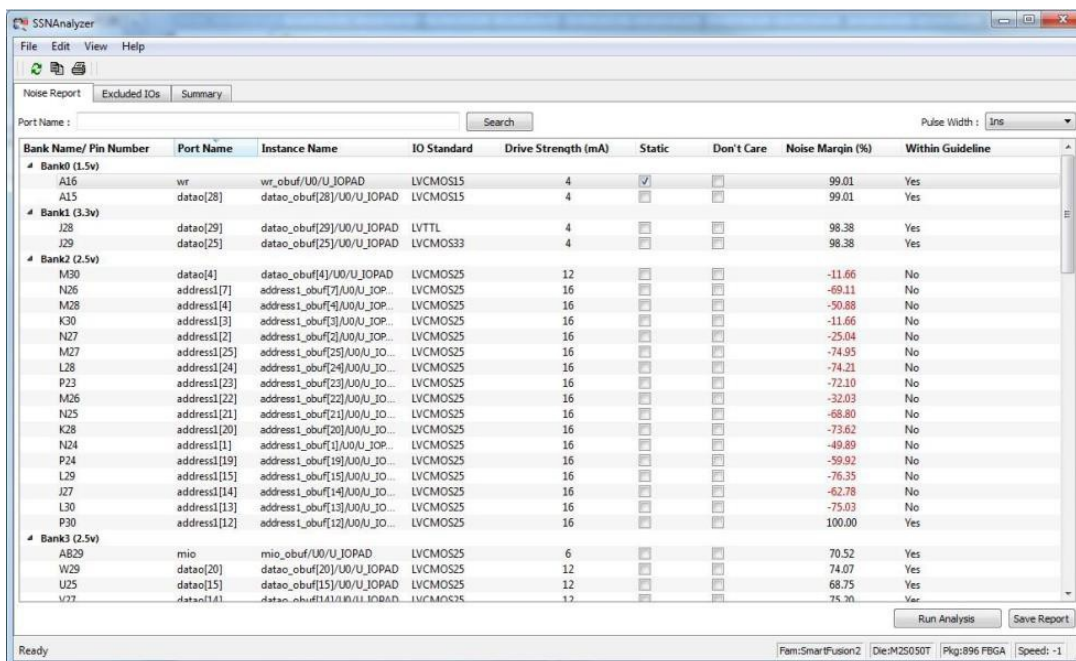 SSNAnalyzer
File Edit View Help
Noise Report Excluded IOs Summary
Port Name : Search Pulse Width : 1ns
Bank Name/ Pin Number Port Name Instance Name IO Standard Drive Strength (mA) Static Don't Care Noise Margin (%) Within Guideline
Bank0 (1.5v)
A16 wr wr_obuf/U0/U_IOPAD LVCMOS15 4 99.01 Yes
A15 datao[28] datao_obuf[28]/U0/U_IOPAD LVCMOS15 4 99.01 Yes
Bank1 (3.3v)
J28 datao[29] datao_obuf[29]/U0/U_IOPAD LVTTL 4 98.38 Yes
J29 datao[25] datao_obuf[25]/U0/U_IOPAD LVCMOS33 4 98.38 Yes
Bank2 (2.5v)
M30 datao[4] datao_obuf[4]/U0/U_IOPAD LVCMOS25 12 -11.66 No
N26 address1[7] address1_obuf[7]/U0/U_IOP... LVCMOS25 16 -69.11 No
M28 address1[4] address1_obuf[4]/U0/U_IOP... LVCMOS25 16 -50.88 No
K30 address1[3] address1_obuf[3]/U0/U_IOP... LVCMOS25 16 -11.66 No
N27 address1[2] address1_obuf[2]/U0/U_IOP... LVCMOS25 16 -25.04 No
M27 address1[25] address1_obuf[25]/U0/U_IO... LVCMOS25 16 -74.95 No
L28 address1[24] address1_obuf[24]/U0/U_IO... LVCMOS25 16 -74.21 No
P23 address1[23] address1_obuf[23]/U0/U_IO... LVCMOS25 16 -72.10 No
M26 address1[22] address1_obuf[22]/U0/U_IO... LVCMOS25 16 -32.03 No
N25 address1[21] address1_obuf[21]/U0/U_IO... LVCMOS25 16 -68.80 No
K28 address1[20] address1_obuf[20]/U0/U_IO... LVCMOS25 16 -73.62 No
N24 address1[1] address1_obuf[1]/U0/U_IOP... LVCMOS25 16 -49.89 No
P24 address1[19] address1_obuf[19]/U0/U_IO... LVCMOS25 16 -59.92 No
L29 address1[15] address1_obuf[15]/U0/U_IO... LVCMOS25 16 -76.35 No
J27 address1[14] address1_obuf[14]/U0/U_IO... LVCMOS25 16 -62.78 No
L30 address1[13] address1_obuf[13]/U0/U_IO... LVCMOS25 16 -75.03 No
P30 address1[12] address1_obuf[12]/U0/U_IO... LVCMOS25 16 100.00 Yes
Bank3 (2.5v)
AB29 mio mio_obuf/U0/U_IOPAD LVCMOS25 6 70.52 Yes
W29 datao[20] datao_obuf[20]/U0/U_IOPAD LVCMOS25 12 74.07 Yes
U25 datao[15] datao_obuf[15]/U0/U_IOPAD LVCMOS25 12 68.75 Yes
V27 datao[14] datao_obuf[14]/U0/U_IOPAD LVCMOS25 12 75.20 Yes
Run Analysis Save Report
Ready Fam:SmartFusion2 Die:M2S050T Pkg:896 FBGA Speed: -1